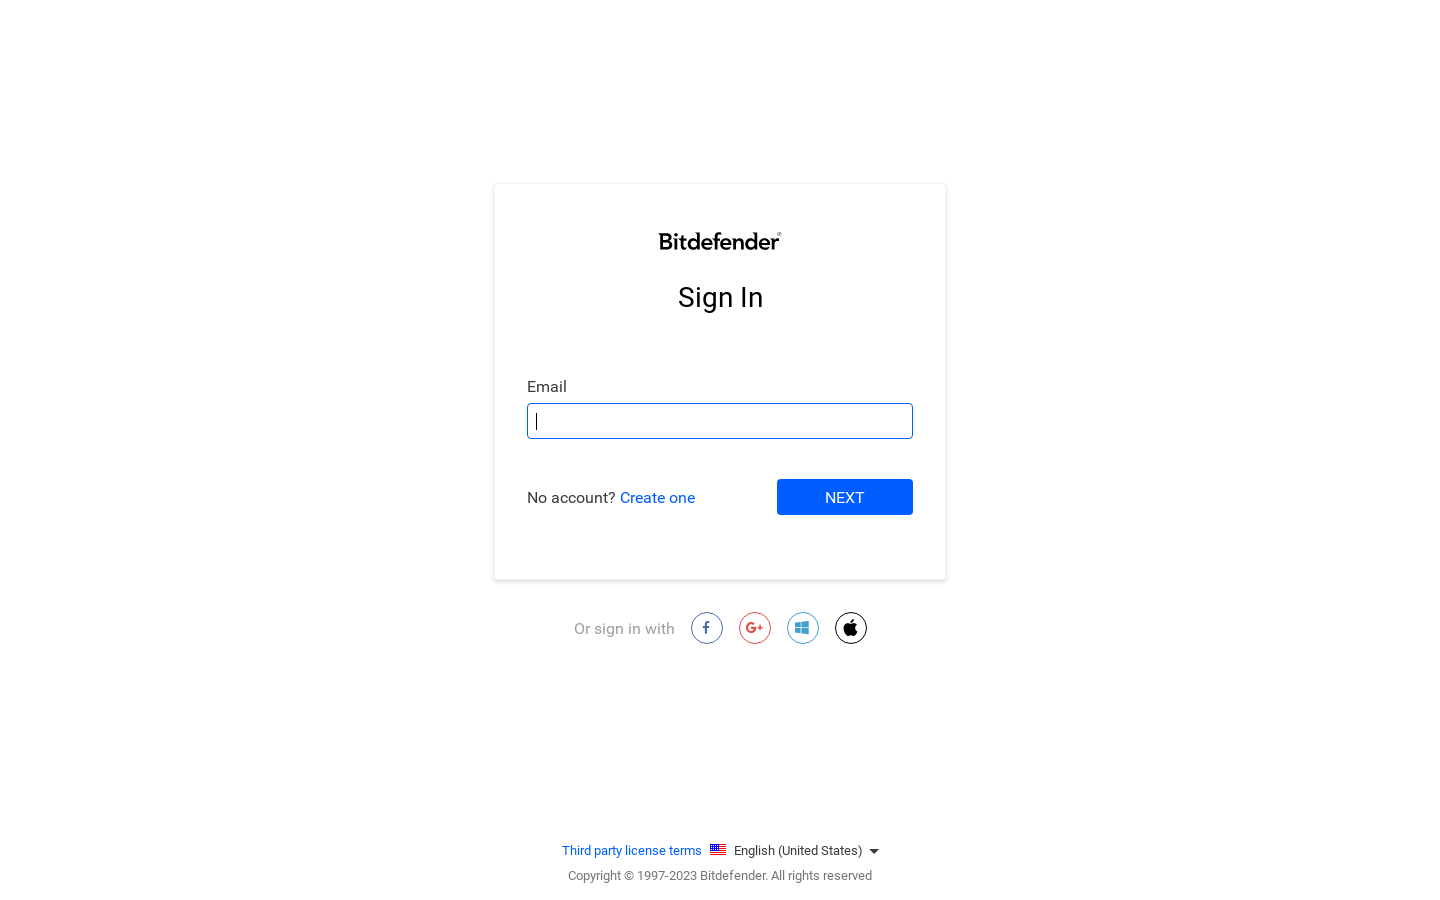 Bitdefender®
Sign In
Email
No account? Create one
NEXT
Or sign in with
Third party license terms English (United States)
Copyright © 1997-2023 Bitdefender. All rights reserved